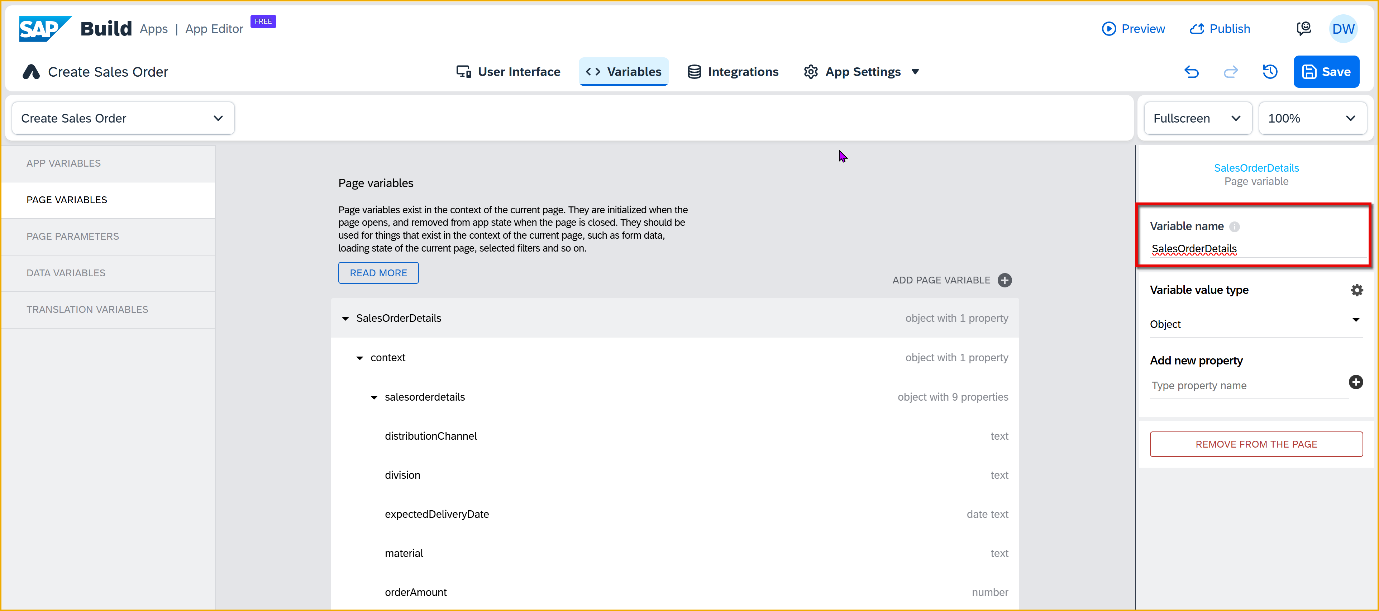 SAP Build Apps | App Editor FREE
Preview
Publish
DW
Create Sales Order
User Interface
Variables
Integrations
App Settings
Save
Create Sales Order
Fullscreen
100%
APP VARIABLES
PAGE VARIABLES
PAGE PARAMETERS
DATA VARIABLES
TRANSLATION VARIABLES
Page variables
Page variables exist in the context of the current page. They are initialized when the
page opens, and removed from app state when the page is closed. They should be
used for things that exist in the context of the current page, such as form data,
loading state of the current page, selected filters and so on.
READ MORE
ADD PAGE VARIABLE
SalesOrderDetails object with 1 property
context object with 1 property
salesorderdetails object with 9 properties
distributionChannel text
division text
expectedDeliveryDate date text
material text
orderAmount number
SalesOrderDetails
Page variable
Variable name
SalesOrderDetails
Variable value type
Object
Add new property
Type property name
REMOVE FROM THE PAGE